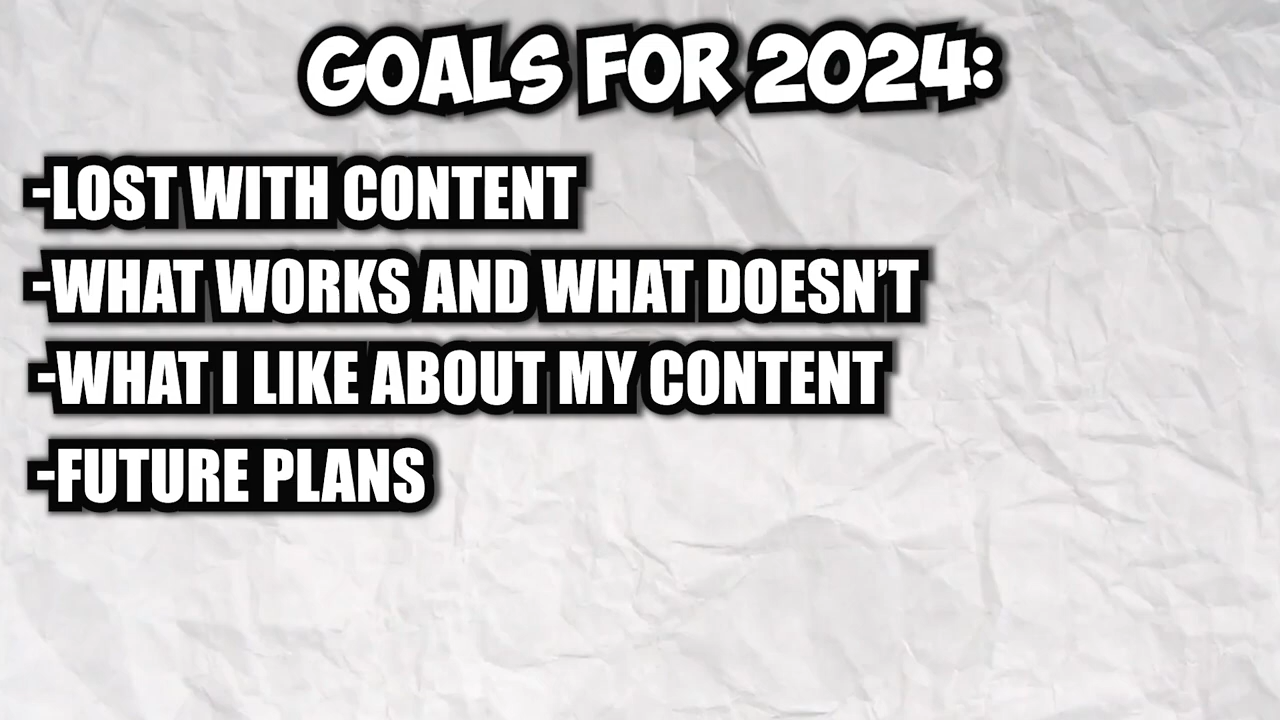 GOALS FOR 2024:
-LOST WITH CONTENT
-WHAT WORKS AND WHAT DOESN'T
-WHAT I LIKE ABOUT MY CONTENT
-FUTURE PLANS